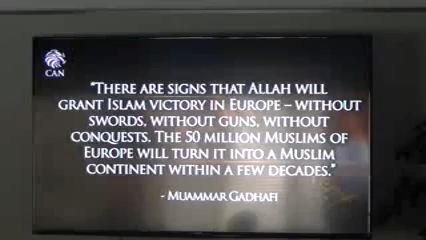 CAN
"THERE ARE SIGNS THAT ALLAH WILL
GRANT ISLAM VICTORY IN EUROPE – WITHOUT
SWORDS, WITHOUT GUNS, WITHOUT
CONQUESTS. THE 50 MILLION MUSLIMS OF
EUROPE WILL TURN IT INTO A MUSLIM
CONTINENT WITHIN A FEW DECADES."
- MUAMMAR GADHAFI